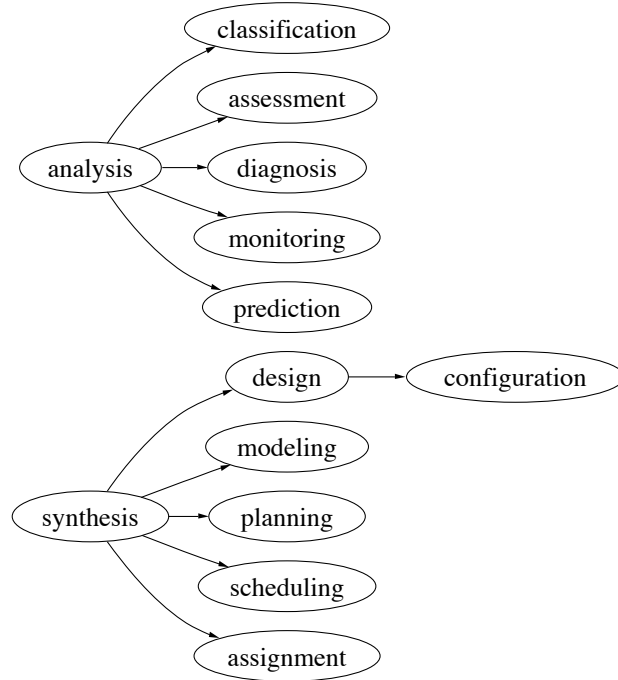 classification
assessment
analysis
diagnosis
monitoring
prediction
design
configuration
modeling
synthesis
planning
scheduling
assignment